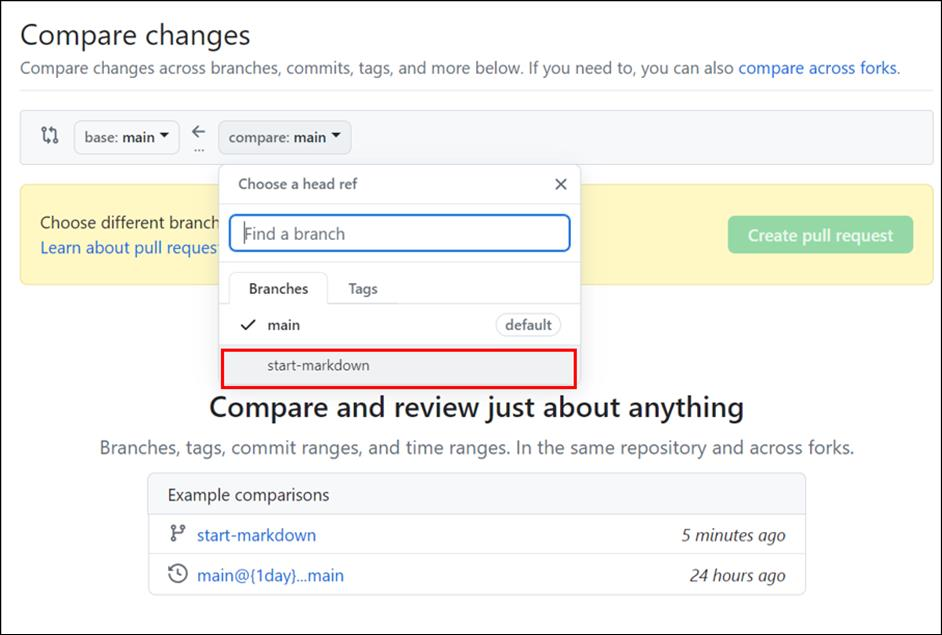 Compare changes
Compare changes across branches, commits, tags, and more below. If you need to, you can also compare across forks.
base: main
...
compare: main
Choose a head ref
Choose different branch
Learn about pull reques
Find a branch
Create pull request
Branches Tags
main default
start-markdown
Compare and review just about anything
Branches, tags, commit ranges, and time ranges. In the same repository and across forks.
Example comparisons
start-markdown 5 minutes ago
main@{1day}...main 24 hours ago